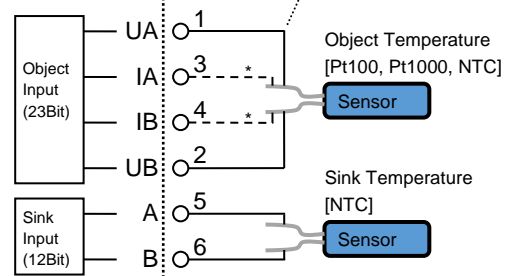 UA 1
Object Temperature
[Pt100, Pt1000, NTC]
Object
Input
(23Bit)
IA 3 *
Sensor
IB 4 *
UB 2
Sink Temperature
[NTC]
A 5
Sink
Input
(12Bit)
Sensor
B 6